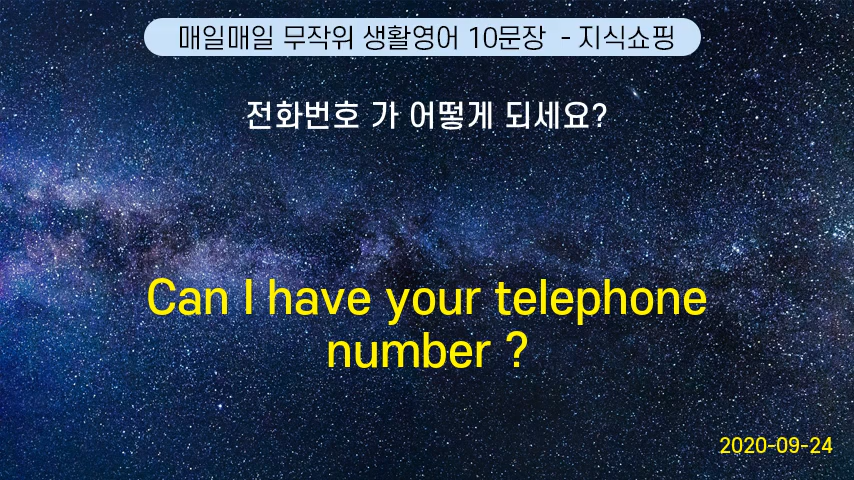 매일매일 무작위 생활영어 10문장 - 지식쇼핑
전화번호 가 어떻게 되세요?
Can I have your telephone
number ?
2020-09-24